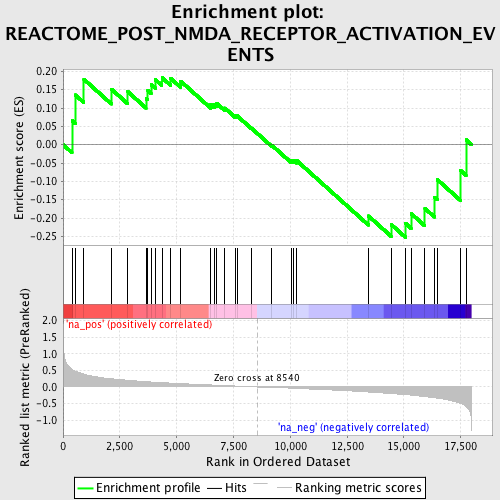 Enrichment plot:
REACTOME_POST_NMDA_RECEPTOR_ACTIVATION_EV
ENTS
Enrichment score (ES)
0.20
0.15
0.10
0.05
0.00
-0.05
-0.10
-0.15
-0.20
-0.25
'na_pos' (positively correlated)
Ranked list metric (PreRanked)
2.0
1.5
1.0
0.5
0.0
-0.5
-1.0
Zero cross at 8540
'na_neg' (negatively correlated)
0
2,500
5,000
7,500
10,000
12,500
15,000
17,500
Rank in Ordered Dataset
Enrichment profile
Hits
Ranking metric scores